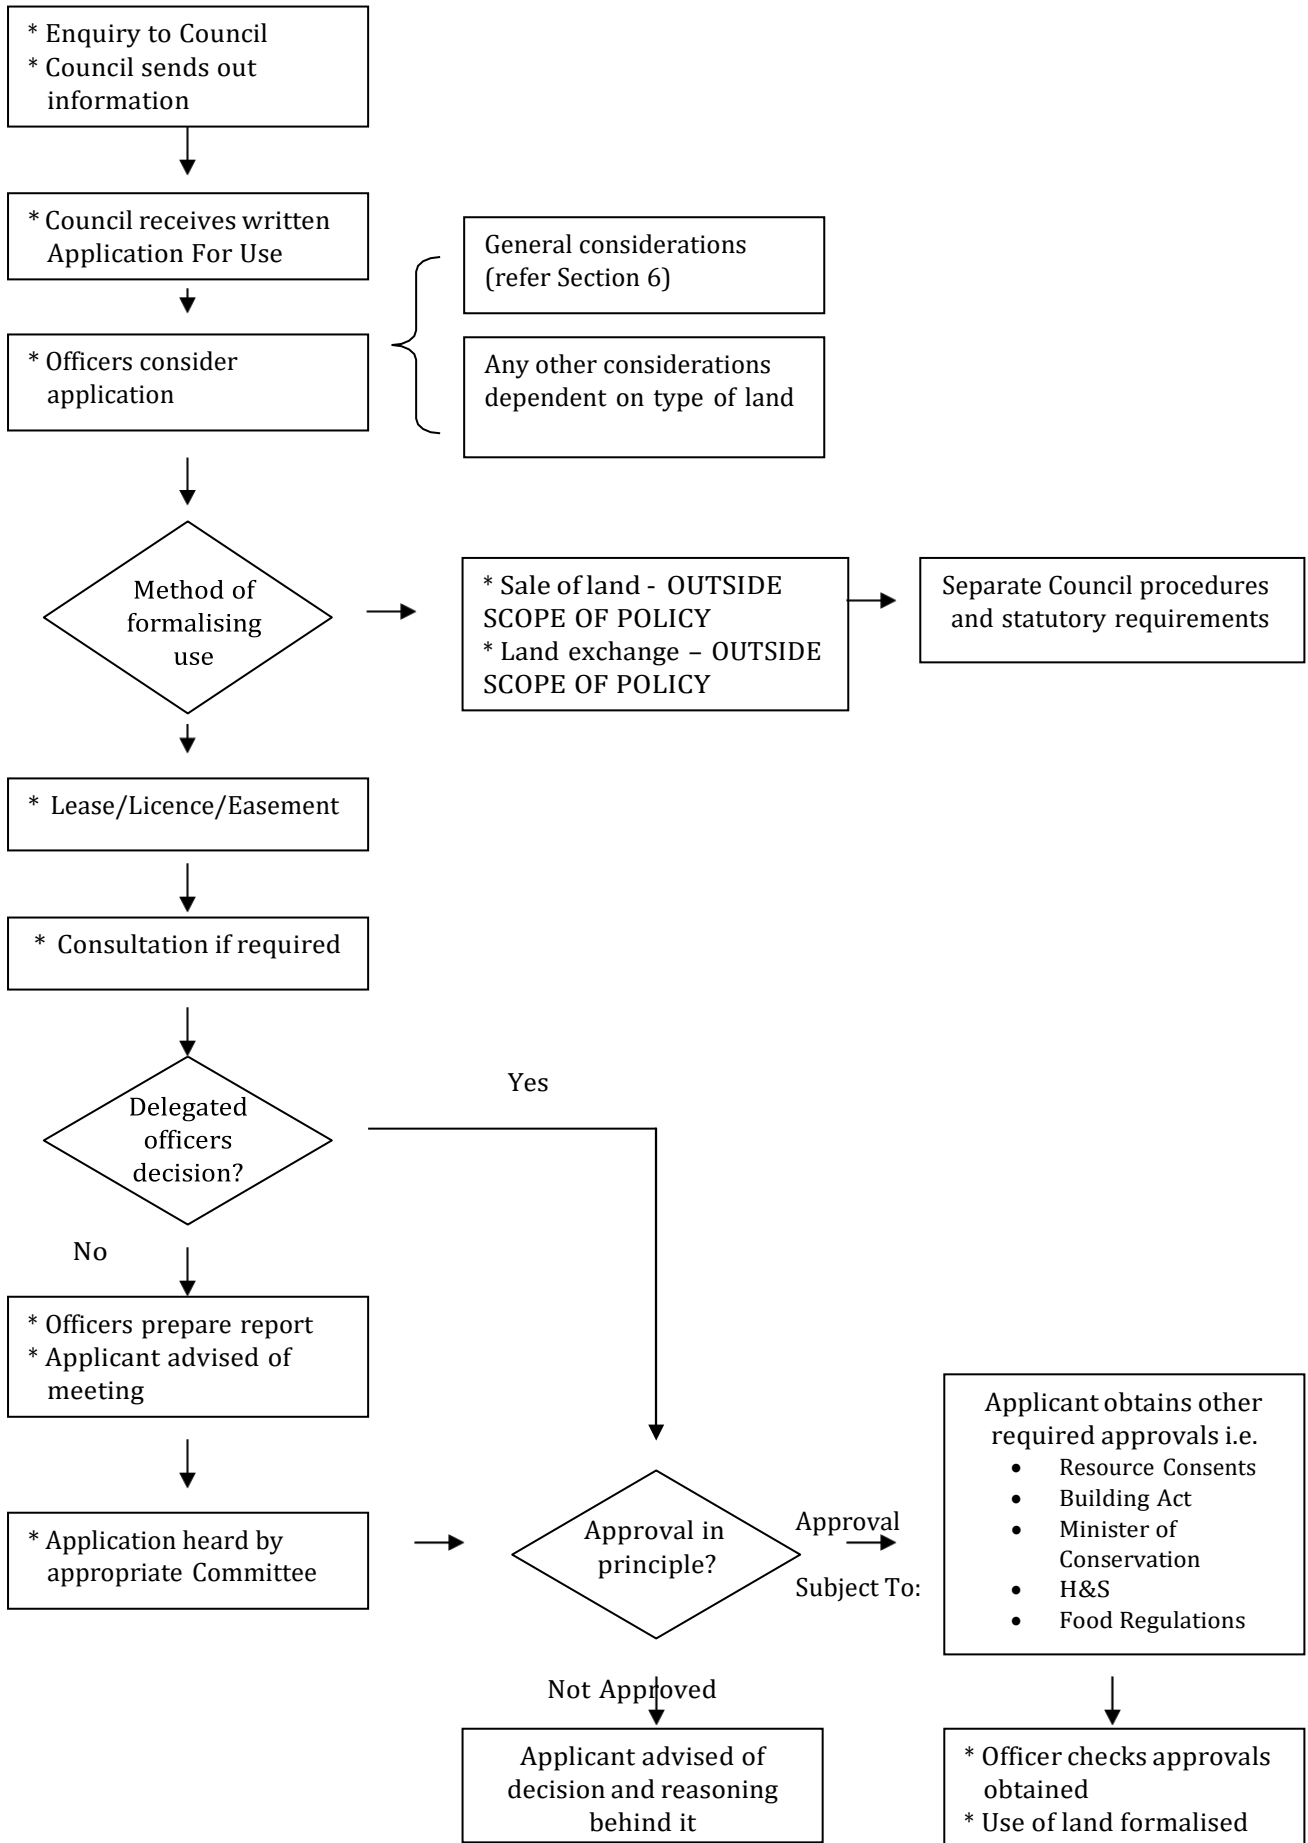 * Enquiry to Council
* Council sends out
information
* Council receives written
Application For Use
General considerations
(refer Section 6)
* Officers consider
application
Any other considerations
dependent on type of land
Method of
formalising
use
* Sale of land - OUTSIDE
SCOPE OF POLICY
* Land exchange – OUTSIDE
SCOPE OF POLICY
Separate Council procedures
and statutory requirements
* Lease/Licence/Easement
* Consultation if required
Delegated
officers
decision?
Yes
No
* Officers prepare report
* Applicant advised of
meeting
* Application heard by
appropriate Committee
Approval in
principle?
Approval
Subject To:
Applicant obtains other
required approvals i.e.
• Resource Consents
• Building Act
• Minister of
Conservation
• H&S
• Food Regulations
Not Approved
Applicant advised of
decision and reasoning
behind it
* Officer checks approvals
obtained
* Use of land formalised